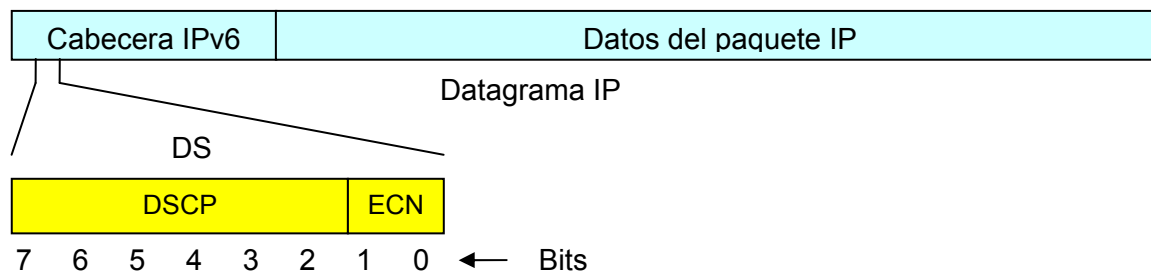 Cabecera IPv6 Datos del paquete IP
Datagrama IP
DS
DSCP ECN
7 6 5 4 3 2 1 0 Bits